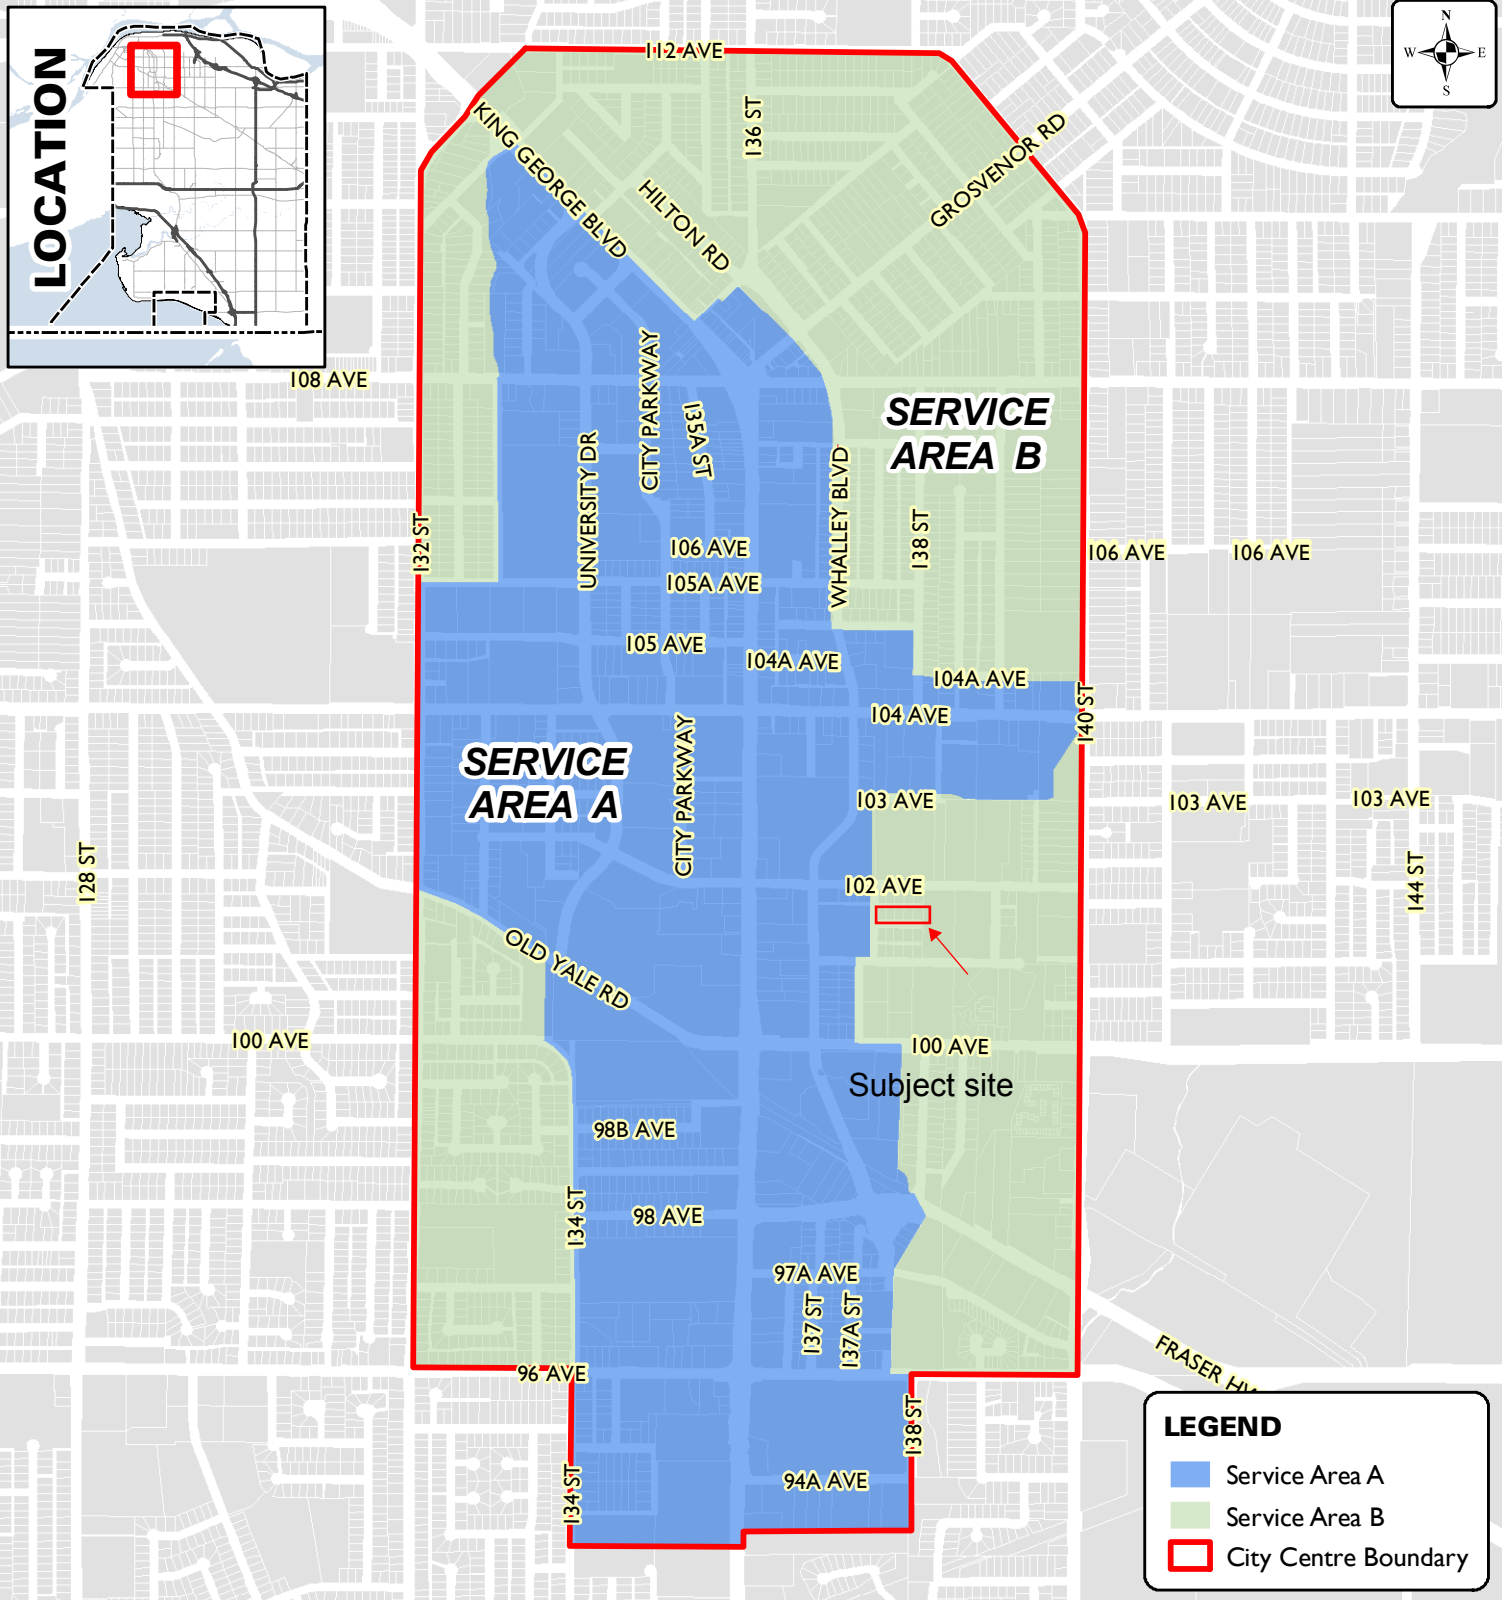 LOCATION
N
W
E
S
112 AVE
KING GEORGE BLVD
136 ST
HILTON RD
GROSVENOR RD
108 AVE
CITY PARKWAY
135A ST
UNIVERSITY DR
WHALLEY BLVD
SERVICE
AREA B
132 ST
138 ST
106 AVE
106 AVE
106 AVE
105A AVE
105 AVE
104A AVE
104A AVE
104 AVE
140 ST
SERVICE
AREA A
CITY PARKWAY
103 AVE
103 AVE
103 AVE
128 ST
102 AVE
144 ST
OLD YALE RD
100 AVE
100 AVE
Subject site
98B AVE
134 ST
98 AVE
97A AVE
137 ST
137A ST
96 AVE
FRASER HWY
138 ST
134 ST
94A AVE
LEGEND
Service Area A
Service Area B
City Centre Boundary